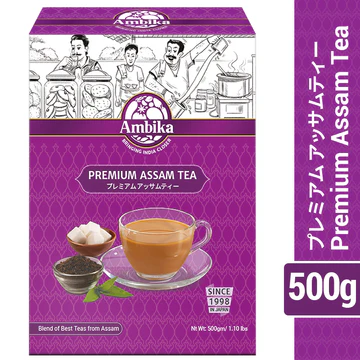 Ambika
BRINGING INDIA CLOSER
PREMIUM ASSAM TEA
プレミアムアッサムティー
SINCE
1998
IN JAPAN
Blend of Best Teas from Assam
Nt Wt: 500gm/ 1.10 lbs
プレミアムアッサムティー
Premium Assam Tea
500g